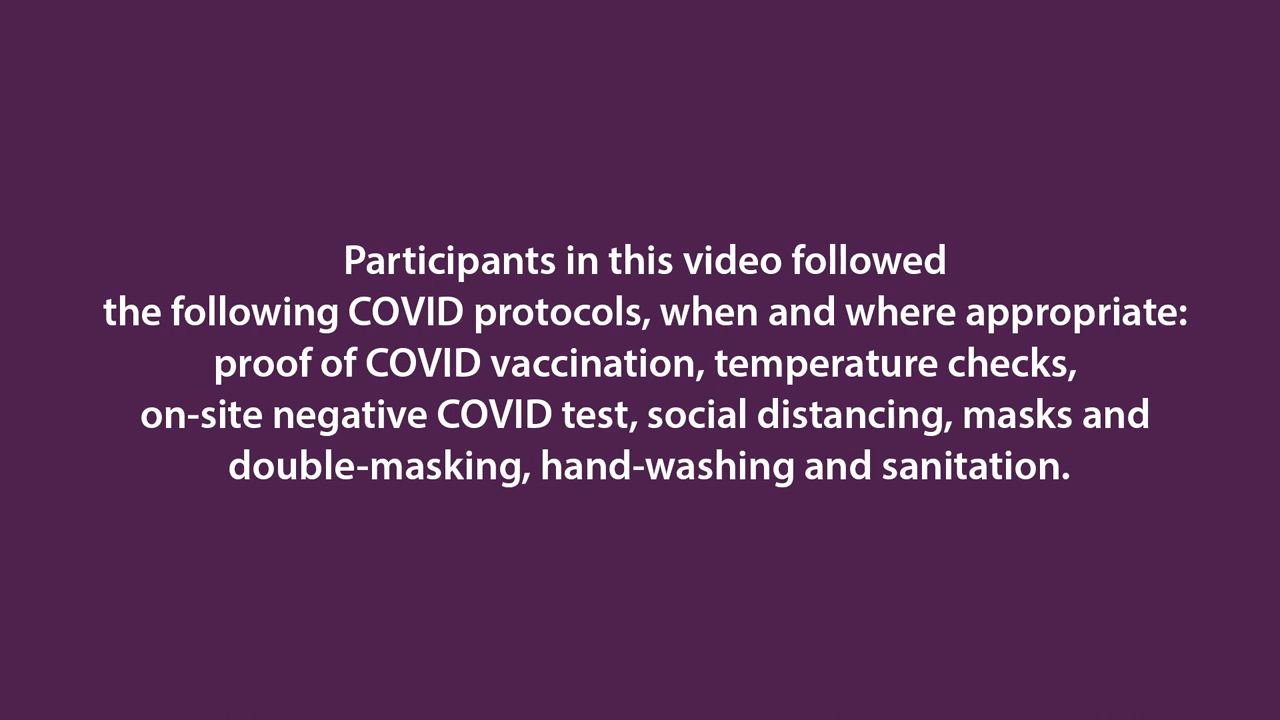 Participants in this video followed
the following COVID protocols, when and where appropriate:
proof of COVID vaccination, temperature checks,
on-site negative COVID test, social distancing, masks and
double-masking, hand-washing and sanitation.